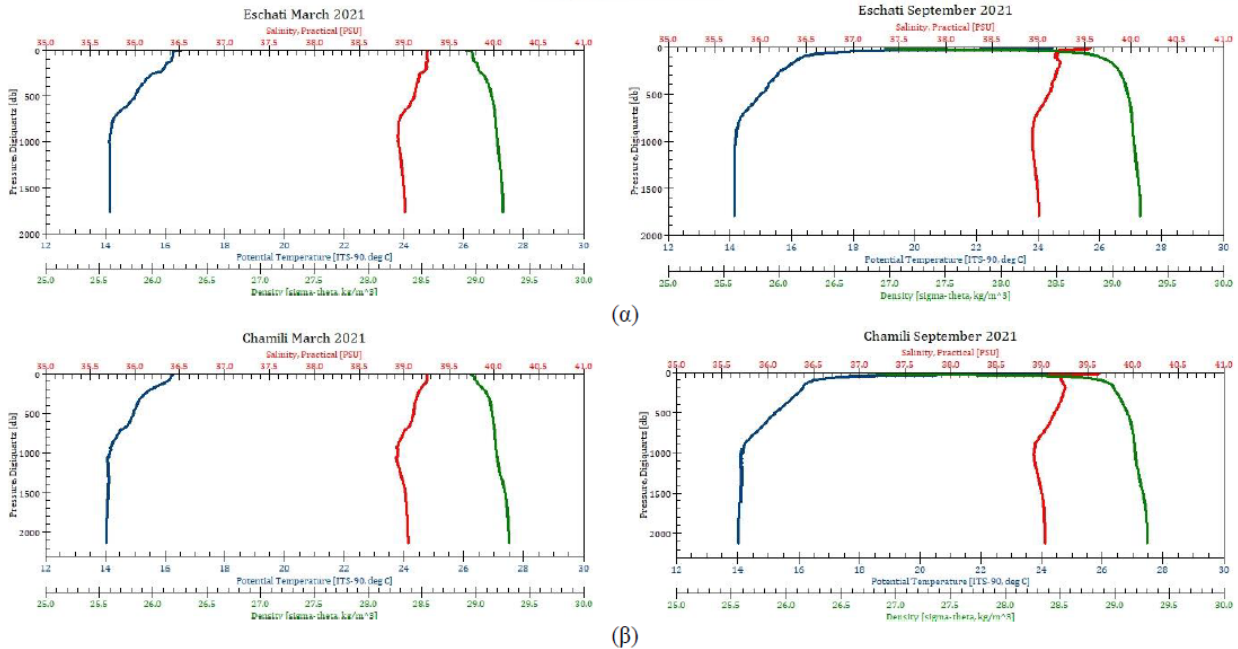 Eschati March 2021
Salinity, Practical [PSU]
35.0 35.5 36.0 36.5 37.0 37.5 38.0 38.5 39.0 39.5 40.0 40.5 41.0
0
500
1000
1500
2000
Pressure, Digiquartz [db]
12 14 16 18 20 22 24 26 28 30
Potential Temperature [ITS-90, deg C]
25.0 25.5 26.0 26.5 27.0 27.5 28.0 28.5 29.0 29.5 30.0
Density [sigma-theta, kg/m^3]
Eschati September 2021
Salinity, Practical [PSU]
35.0 35.5 36.0 36.5 37.0 37.5 38.0 38.5 39.0 39.5 40.0 40.5 41.0
0
500
1000
1500
2000
Pressure, Digiquartz [db]
12 14 16 18 20 22 24 26 28 30
Potential Temperature [ITS-90, deg C]
25.0 25.5 26.0 26.5 27.0 27.5 28.0 28.5 29.0 29.5 30.0
Density [sigma-theta, kg/m^3]
(α)
Chamili March 2021
Salinity, Practical [PSU]
35.0 35.5 36.0 36.5 37.0 37.5 38.0 38.5 39.0 39.5 40.0 40.5 41.0
0
500
1000
1500
2000
Pressure, Digiquartz [db]
12 14 16 18 20 22 24 26 28 30
Potential Temperature [ITS-90, deg C]
25.0 25.5 26.0 26.5 27.0 27.5 28.0 28.5 29.0 29.5 30.0
Density [sigma-theta, kg/m^3]
Chamili September 2021
Salinity, Practical [PSU]
35.0 35.5 36.0 36.5 37.0 37.5 38.0 38.5 39.0 39.5 40.0 40.5 41.0
0
500
1000
1500
2000
Pressure, Digiquartz [db]
12 14 16 18 20 22 24 26 28 30
Potential Temperature [ITS-90, deg C]
25.0 25.5 26.0 26.5 27.0 27.5 28.0 28.5 29.0 29.5 30.0
Density [sigma-theta, kg/m^3]
(β)